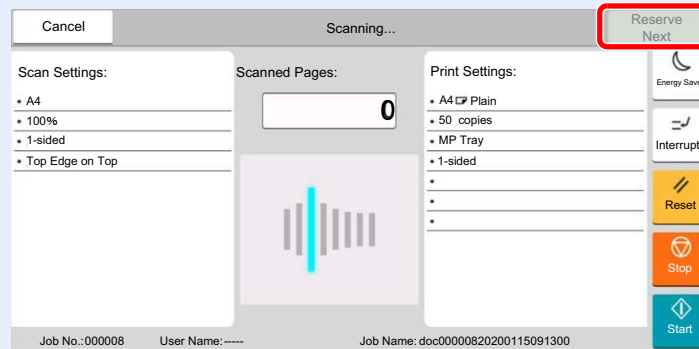 Cancel
Scanning...
Reserve
Next
Scan Settings:
A4
100%
1-sided
Top Edge on Top
Scanned Pages:
0
Print Settings:
A4 Plain
50 copies
MP Tray
1-sided
Energy Save
Interrupt
Reset
Stop
Start
Job No.:000008
User Name:-----
Job Name: doc00000820200115091300